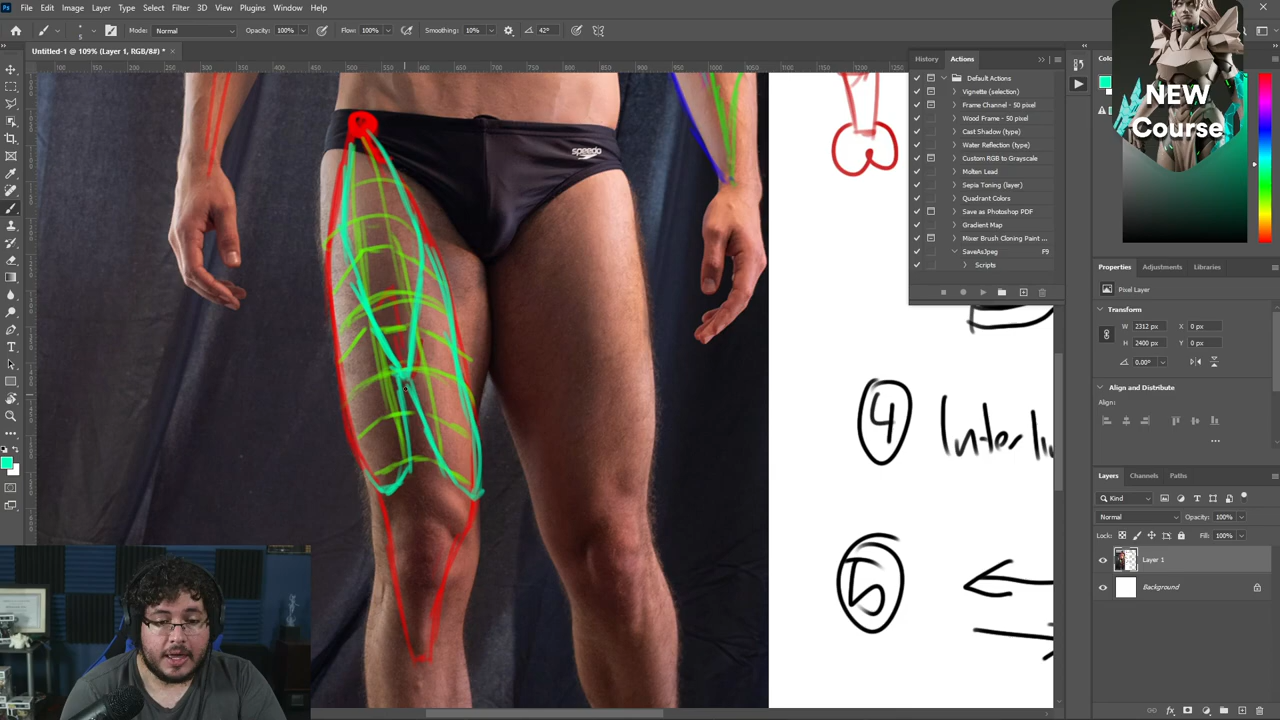 File Edit Image Layer Type Select Filter 3D View Plugins Window Help
Mode: Normal Opacity: 100% Flow: 100% Smoothing: 10% 42°
Untitled-1 @ 109% (Layer 1, RGB/8#) *
History Actions
Default Actions
Vignette (selection)
Frame Channel - 50 pixel
Wood Frame - 50 pixel
Cast Shadow (type)
Water Reflection (type)
Custom RGB to Grayscale
Molten Lead
Sepia Toning (layer)
Quadrant Colors
Save as Photoshop PDF
Gradient Map
Mixer Brush Cloning Paint ...
SaveAsJpeg F9
Scripts
NEW
Course
speedo
4 Interli
5
Properties Adjustments Libraries
Pixel Layer
Transform
W 2312 px X 0 px
H 2400 px Y 0 px
0.00°
Align and Distribute
Align:
Layers Channels Paths
Kind
Normal Opacity: 100%
Lock: Fill: 100%
Layer 1
Background